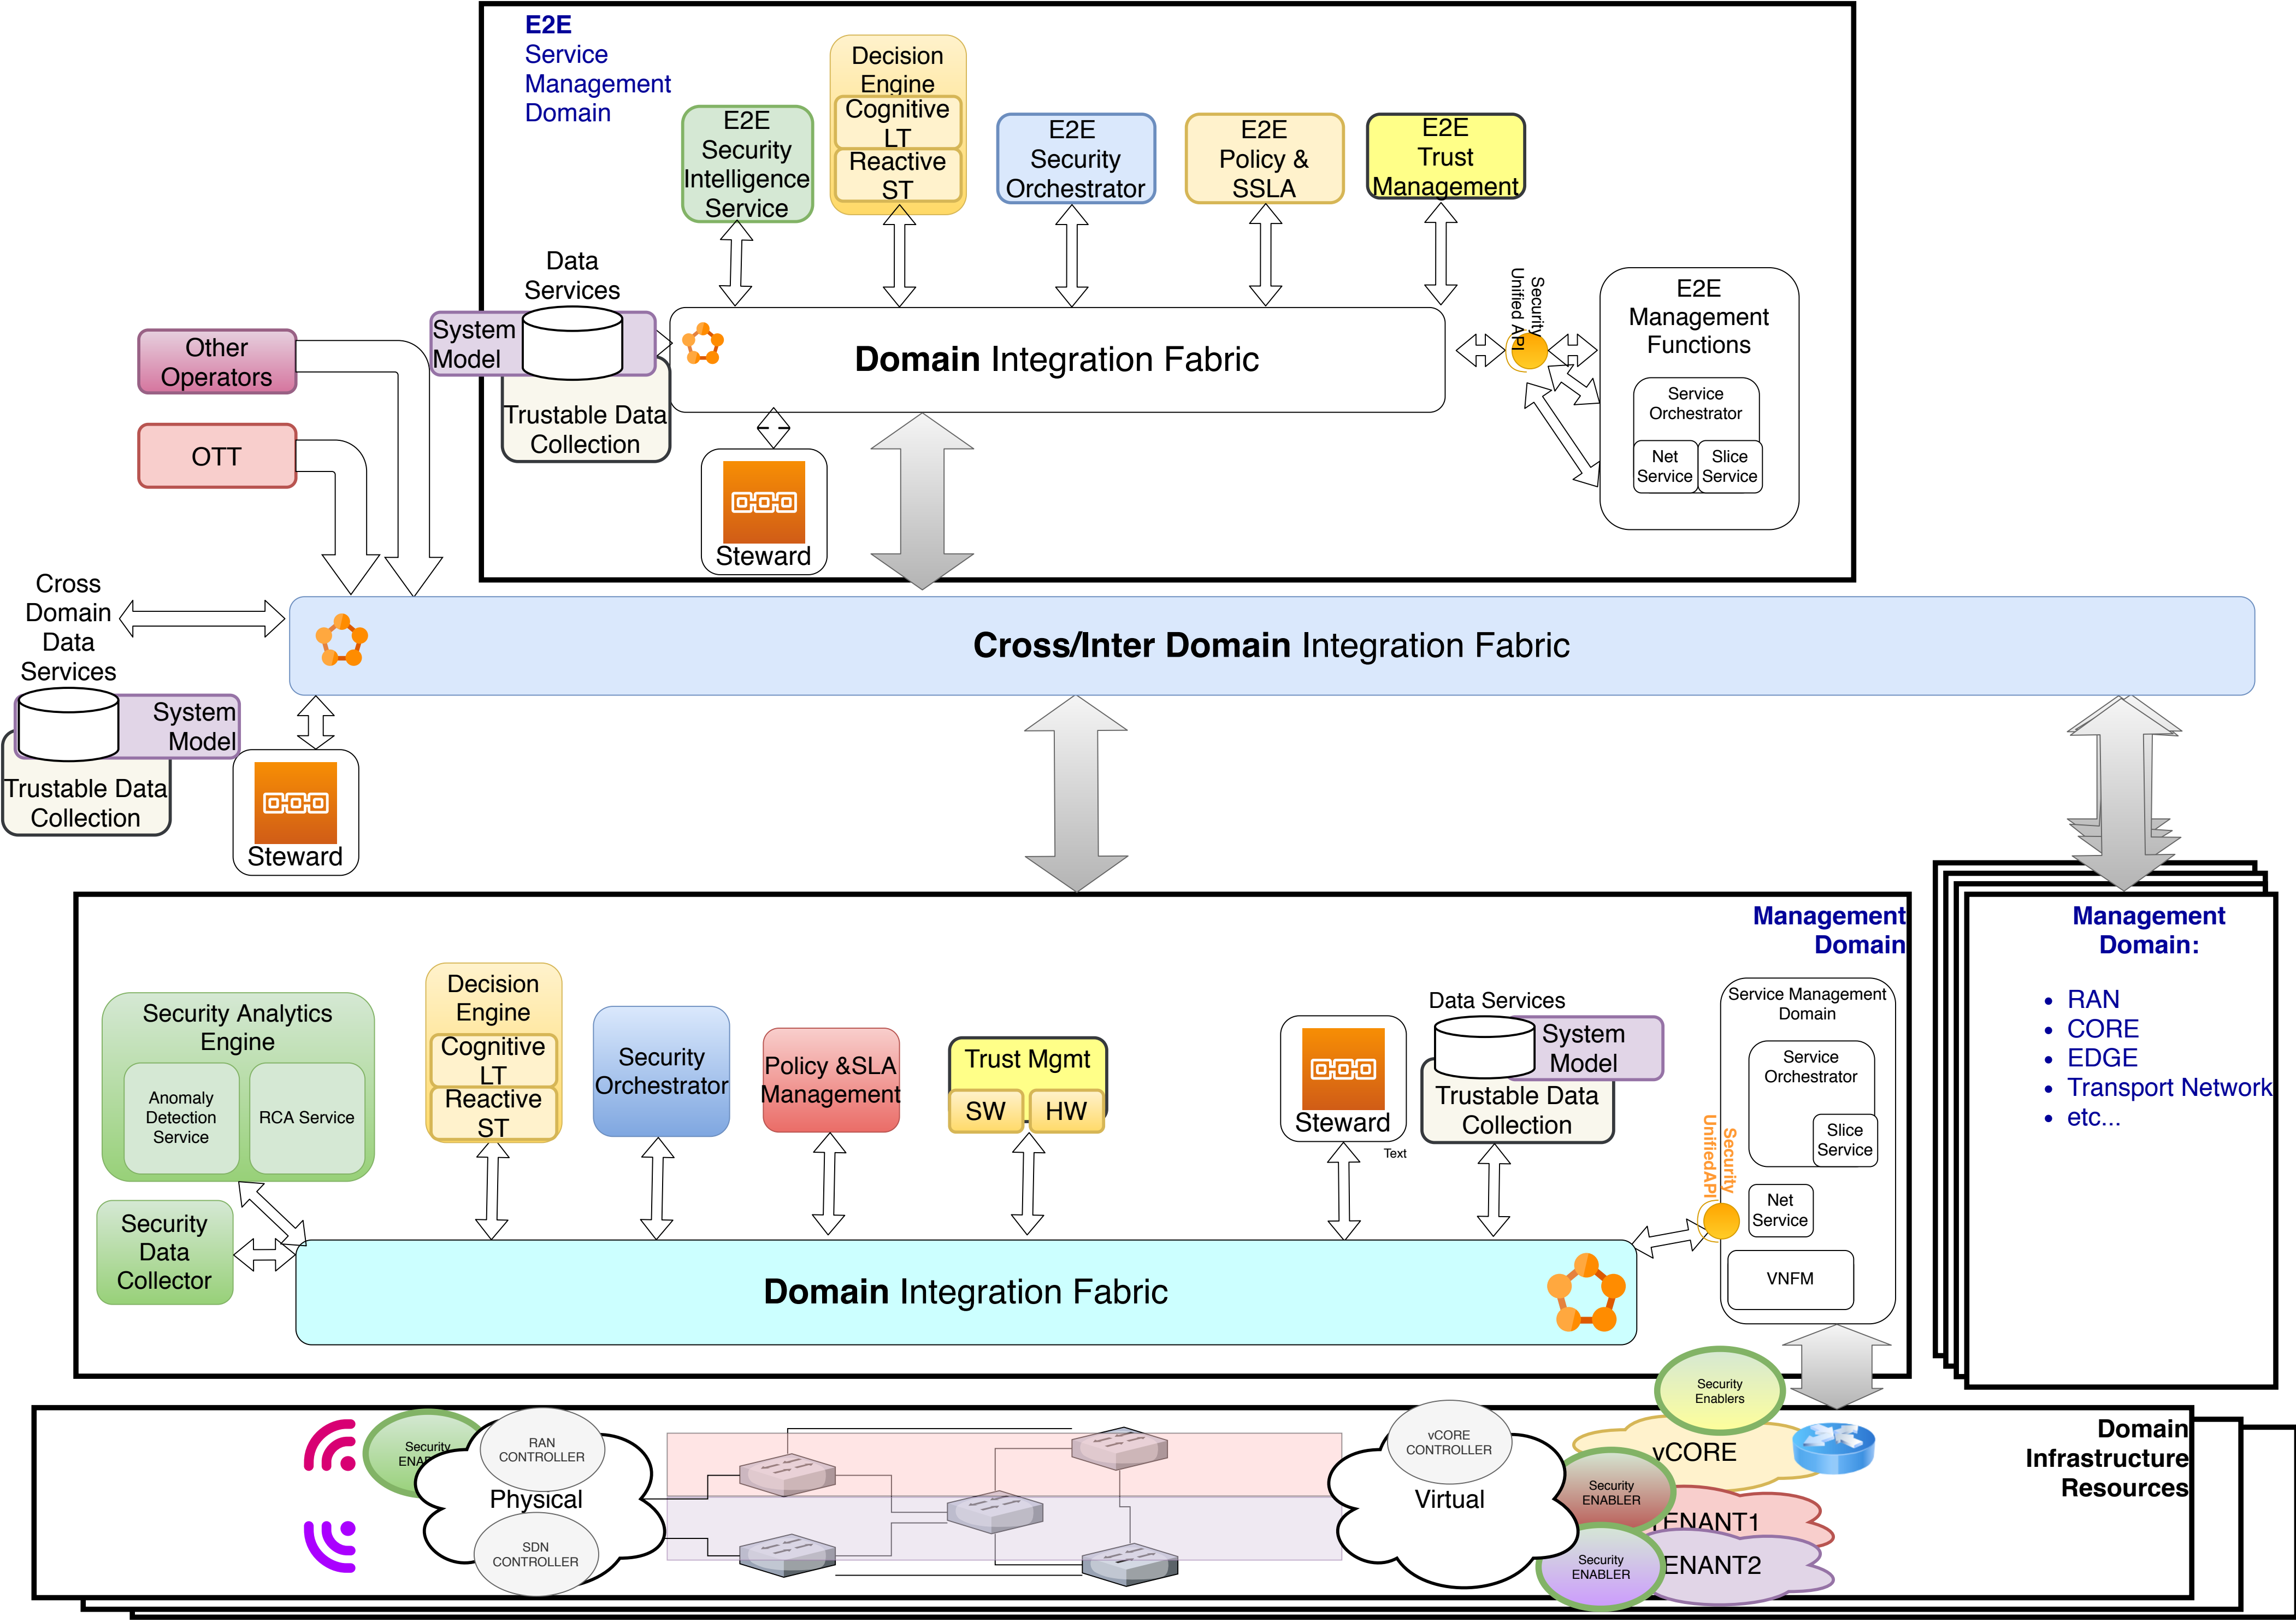 E2E
Service
Management
Domain
E2E
Security
Intelligence
Service
Decision
Engine
Cognitive
LT
Reactive
ST
E2E
Security
Orchestrator
E2E
Policy &
SSLA
E2E
Trust
Management
Data
Services
System
Model
Trustable Data
Collection
Domain Integration Fabric
Security
Unified API
E2E
Management
Functions
Service
Orchestrator
Net
Service
Slice
Service
Steward
Other
Operators
OTT
Cross
Domain
Data
Services
System
Model
Trustable Data
Collection
Steward
Cross/Inter Domain Integration Fabric
Management
Domain
Security Analytics
Engine
Anomaly
Detection
Service
RCA Service
Security
Data
Collector
Decision
Engine
Cognitive
LT
Reactive
ST
Security
Orchestrator
Policy &SLA
Management
Trust Mgmt
SW
HW
Steward
Text
Data Services
System
Model
Trustable Data
Collection
Service Management
Domain
Service
Orchestrator
Slice
Service
Security
UnifiedAPI
Net
Service
VNFM
Domain Integration Fabric
Management
Domain:
• RAN
• CORE
• EDGE
• Transport Network
• etc...
Domain
Infrastructure
Resources
Security
ENAB
RAN
CONTROLLER
Physical
SDN
CONTROLLER
vCORE
CONTROLLER
Virtual
Security
Enablers
vCORE
Security
ENABLER
TENANT1
Security
ENABLER
ENANT2